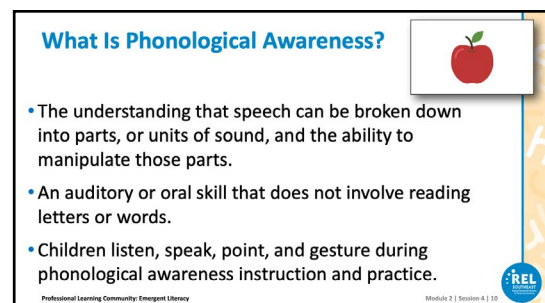 What Is Phonological Awareness?
• The understanding that speech can be broken down
into parts, or units of sound, and the ability to
manipulate those parts.
• An auditory or oral skill that does not involve reading
letters or words.
• Children listen, speak, point, and gesture during
phonological awareness instruction and practice.
Professional Learning Community: Emergent Literacy
Module 2 | Session 4 | 10
REL
SOUTHEAST